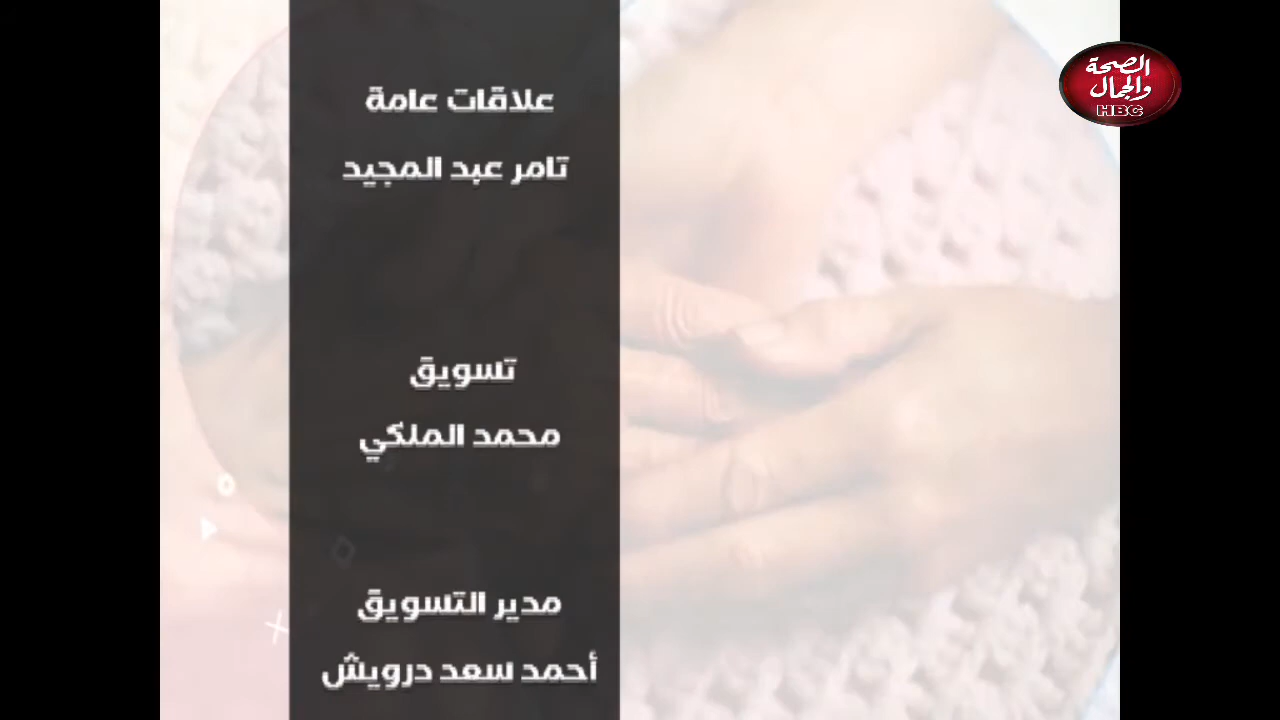 الصحة
والجمال
HBC
علاقات عامة
تامر عبد المجيد
تسويق
محمد الملكي
مدير التسويق
أحمد سعد درويش